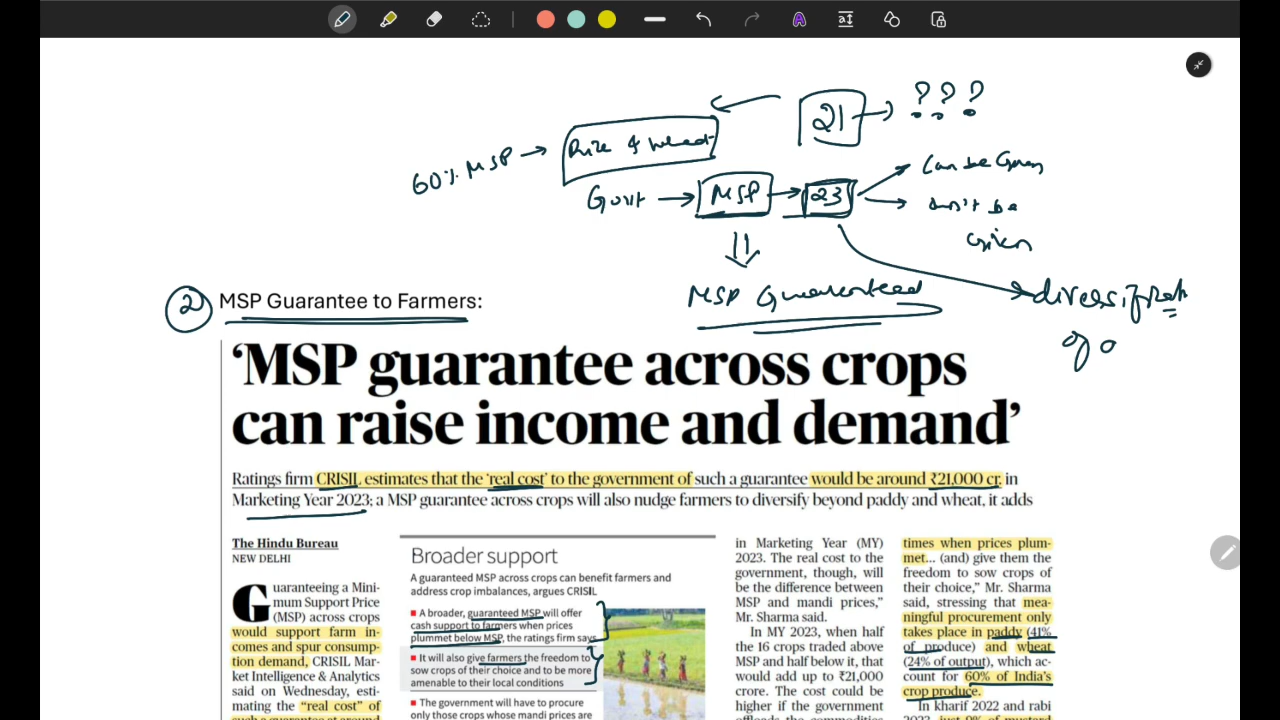 21 → ? ? ?
60% MSP → Rice & Wheat
Govt → MSP → 23
Can be Given
don't be
Given
MSP Guaranteed
of
2 MSP Guarantee to Farmers:
‘MSP guarantee across crops
can raise income and demand’
Ratings firm CRISIL estimates that the ‘real cost’ to the government of such a guarantee would be around ₹21,000 cr. in
Marketing Year 2023; a MSP guarantee across crops will also nudge farmers to diversify beyond paddy and wheat, it adds
The Hindu Bureau
NEW DELHI
Guaranteeing a Mini-
mum Support Price
(MSP) across crops
would support farm in-
comes and spur consump-
tion demand, CRISIL Mar-
ket Intelligence & Analytics
said on Wednesday, esti-
mating the “real cost” of
such a guarantee at around
Broader support
A guaranteed MSP across crops can benefit farmers and
address crop imbalances, argues CRISIL
■ A broader, guaranteed MSP will offer
cash support to farmers when prices
plummet below MSP, the ratings firm says
■ It will also give farmers the freedom to
sow crops of their choice and to be more
amenable to their local conditions
■ The government will have to procure
only those crops whose mandi prices are
in Marketing Year (MY)
2023. The real cost to the
government, though, will
be the difference between
MSP and mandi prices,”
Mr. Sharma said.
In MY 2023, when half
the 16 crops traded above
MSP and half below it, that
would add up to ₹21,000
crore. The cost could be
higher if the government
offloads the commodities
times when prices plum-
met... (and) give them the
freedom to sow crops of
their choice,” Mr. Sharma
said, stressing that mea-
ningful procurement only
takes place in paddy (41%
of produce) and wheat
(24% of output), which ac-
count for 60% of India’s
crop produce.
In kharif 2022 and rabi
2023, just 9% of mustard